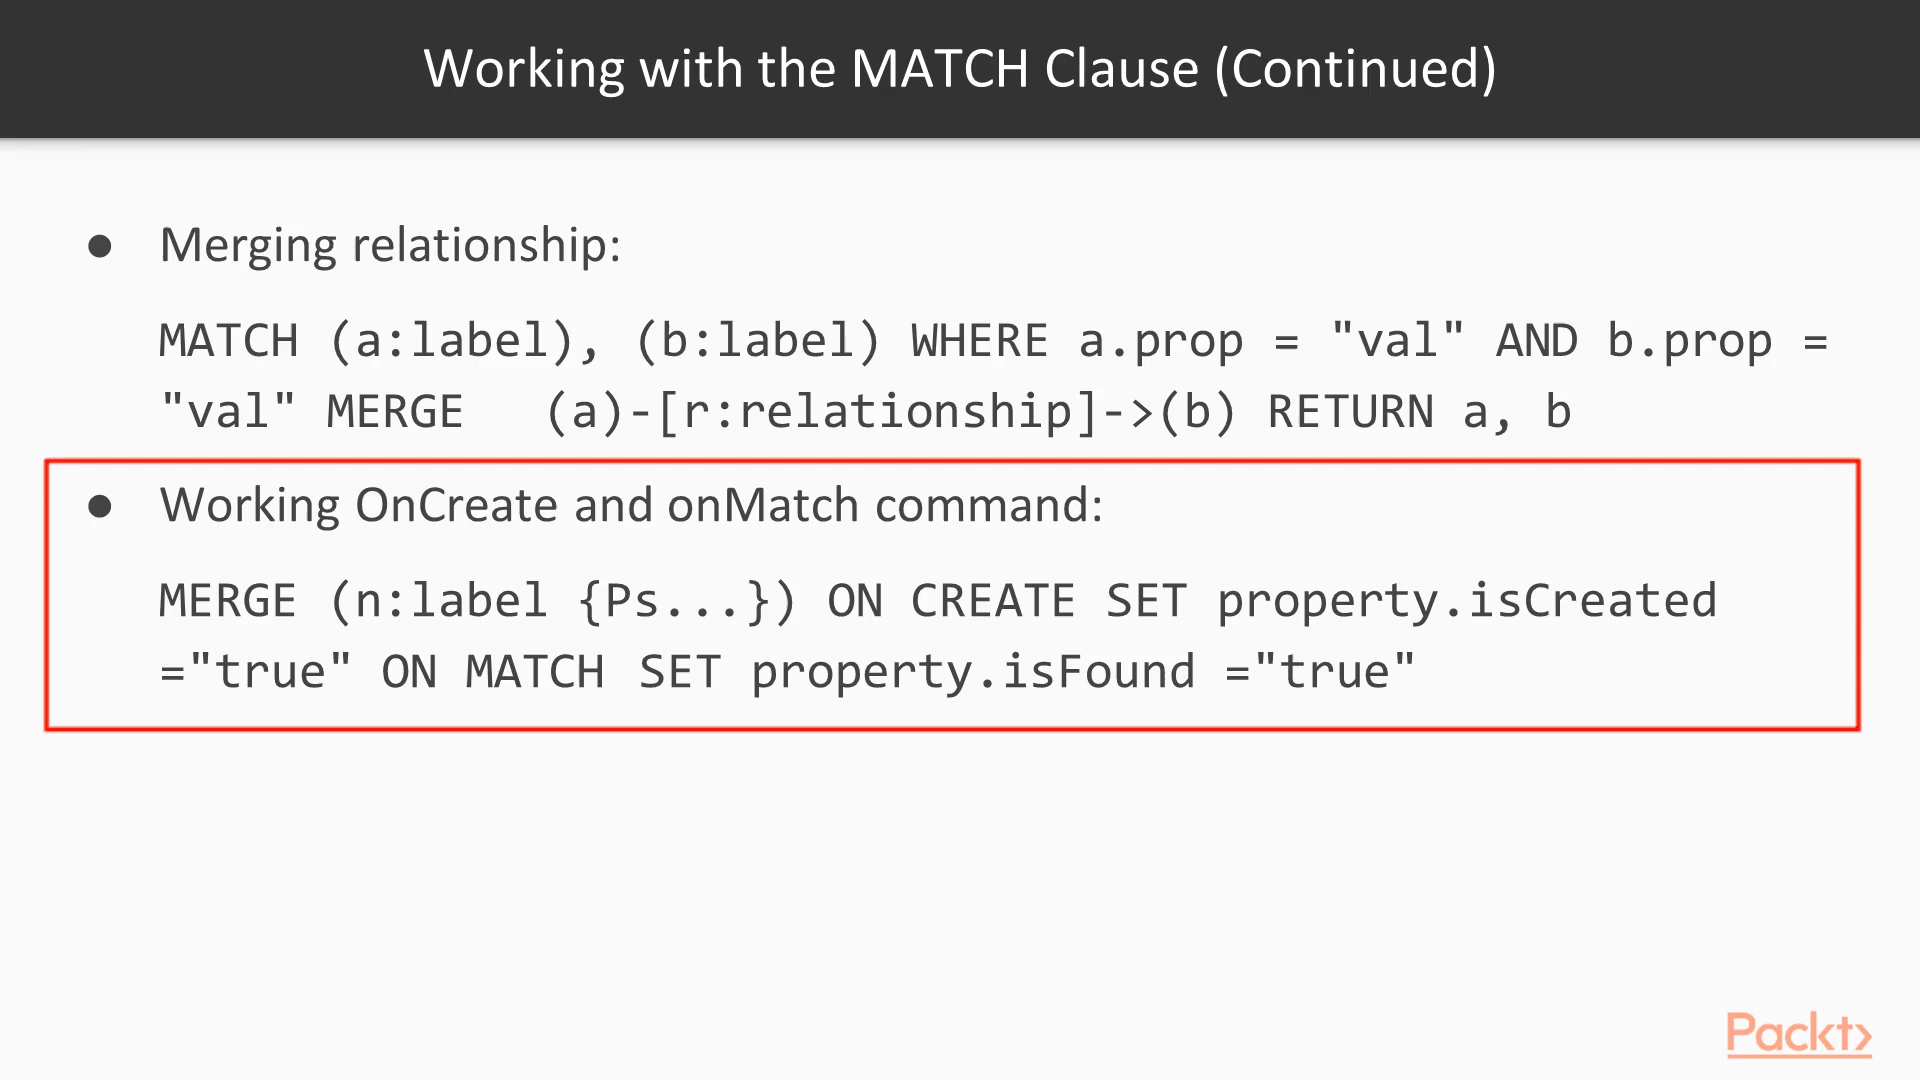 Working with the MATCH Clause (Continued)
● Merging relationship:
MATCH (a:label), (b:label) WHERE a.prop = "val" AND b.prop =
"val" MERGE   (a)-[r:relationship]->(b) RETURN a, b
● Working OnCreate and onMatch command:
MERGE (n:label {Ps...}) ON CREATE SET property.isCreated
="true" ON MATCH SET property.isFound ="true"
Packt>